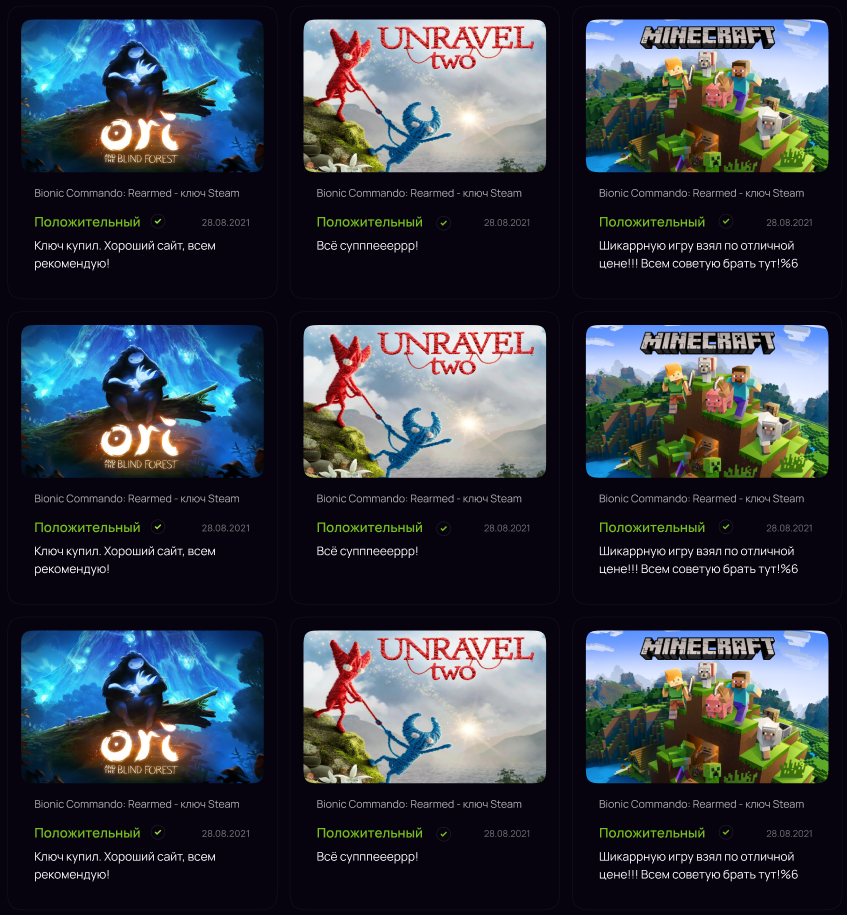 ori
AND THE BLIND FOREST
Bionic Commando: Rearmed - ключ Steam
Положительный 28.08.2021
Ключ купил. Хороший сайт, всем
рекомендую!
UNRAVEL
two
Bionic Commando: Rearmed - ключ Steam
Положительный 28.08.2021
Всё супппеееррр!
MINECRAFT
Bionic Commando: Rearmed - ключ Steam
Положительный 28.08.2021
Шикаррную игру взял по отличной
цене!!! Всем советую брать тут!%6
ori
AND THE BLIND FOREST
Bionic Commando: Rearmed - ключ Steam
Положительный 28.08.2021
Ключ купил. Хороший сайт, всем
рекомендую!
UNRAVEL
two
Bionic Commando: Rearmed - ключ Steam
Положительный 28.08.2021
Всё супппеееррр!
MINECRAFT
Bionic Commando: Rearmed - ключ Steam
Положительный 28.08.2021
Шикаррную игру взял по отличной
цене!!! Всем советую брать тут!%6
ori
AND THE BLIND FOREST
Bionic Commando: Rearmed - ключ Steam
Положительный 28.08.2021
Ключ купил. Хороший сайт, всем
рекомендую!
UNRAVEL
two
Bionic Commando: Rearmed - ключ Steam
Положительный 28.08.2021
Всё супппеееррр!
MINECRAFT
Bionic Commando: Rearmed - ключ Steam
Положительный 28.08.2021
Шикаррную игру взял по отличной
цене!!! Всем советую брать тут!%6